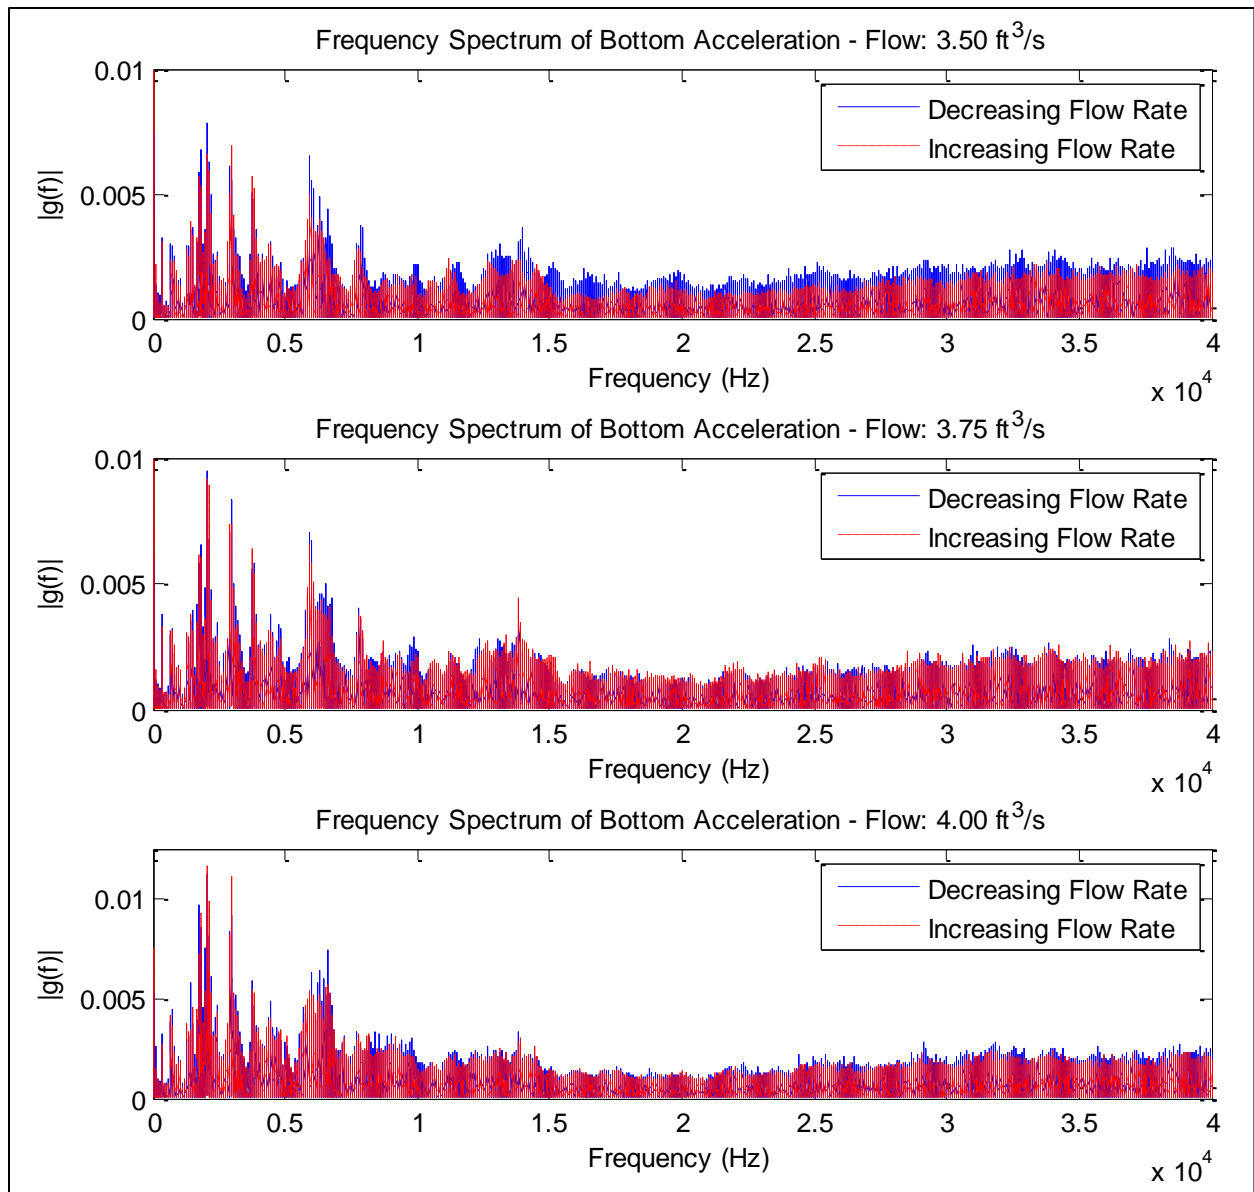 Frequency Spectrum of Bottom Acceleration - Flow: 3.50 ft³/s
0.01
0.005
0
|g(f)|
Decreasing Flow Rate
Increasing Flow Rate
0 0.5 1 1.5 2 2.5 3 3.5 4
x 10⁴
Frequency (Hz)
Frequency Spectrum of Bottom Acceleration - Flow: 3.75 ft³/s
0.01
0.005
0
|g(f)|
Decreasing Flow Rate
Increasing Flow Rate
0 0.5 1 1.5 2 2.5 3 3.5 4
x 10⁴
Frequency (Hz)
Frequency Spectrum of Bottom Acceleration - Flow: 4.00 ft³/s
0.01
0.005
0
|g(f)|
Decreasing Flow Rate
Increasing Flow Rate
0 0.5 1 1.5 2 2.5 3 3.5 4
x 10⁴
Frequency (Hz)